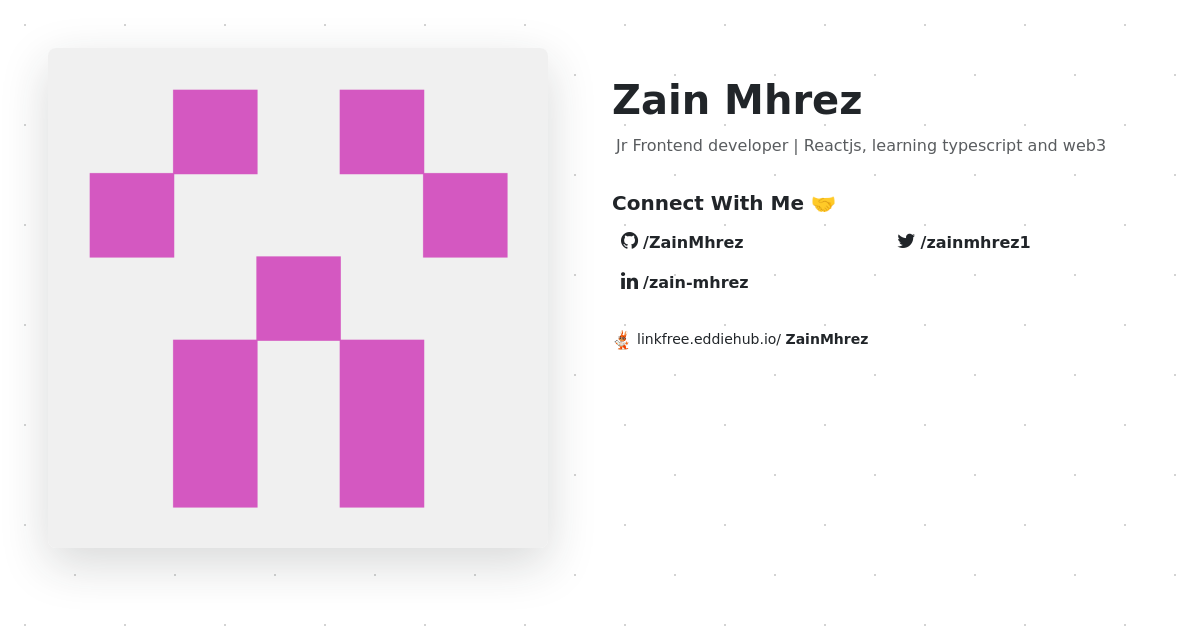 Zain Mhrez
Jr Frontend developer | Reactjs, learning typescript and web3
Connect With Me 🤝
/ZainMhrez
/zainmhrez1
/zain-mhrez
linkfree.eddiehub.io/ ZainMhrez